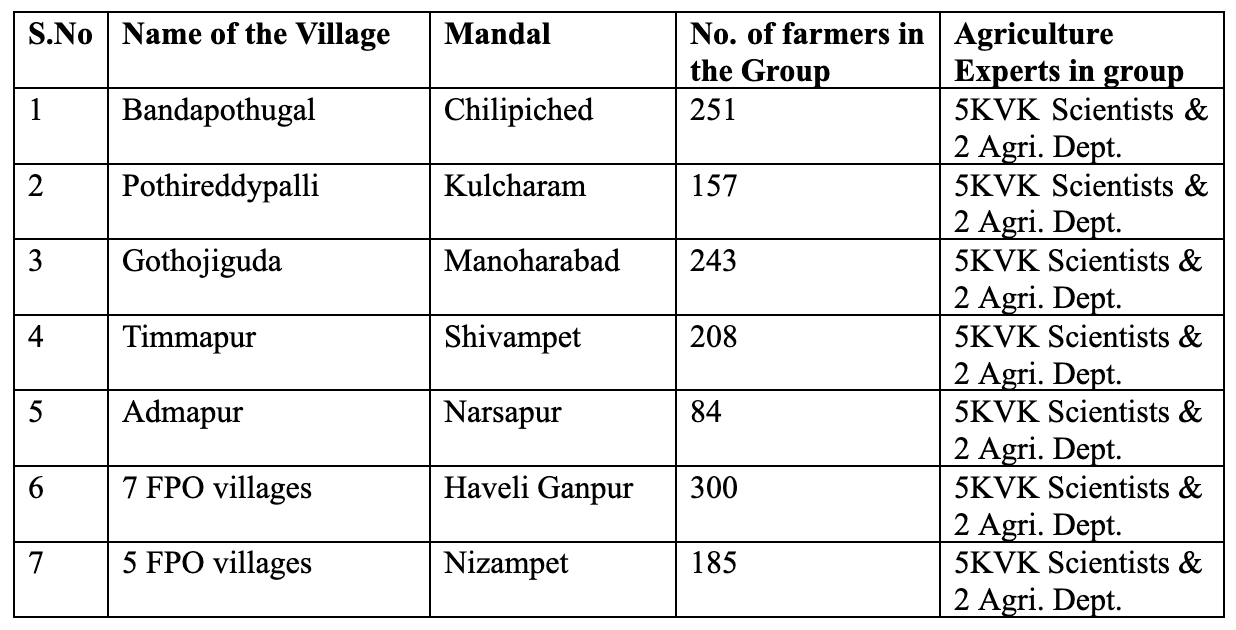 S.No Name of the Village Mandal No. of farmers in the Group Agriculture Experts in group
1 Bandapothugal Chilipiched 251 5KVK Scientists & 2 Agri. Dept.
2 Pothireddypalli Kulcharam 157 5KVK Scientists & 2 Agri. Dept.
3 Gothojiguda Manoharabad 243 5KVK Scientists & 2 Agri. Dept.
4 Timmapur Shivampet 208 5KVK Scientists & 2 Agri. Dept.
5 Admapur Narsapur 84 5KVK Scientists & 2 Agri. Dept.
6 7 FPO villages Haveli Ganpur 300 5KVK Scientists & 2 Agri. Dept.
7 5 FPO villages Nizampet 185 5KVK Scientists & 2 Agri. Dept.